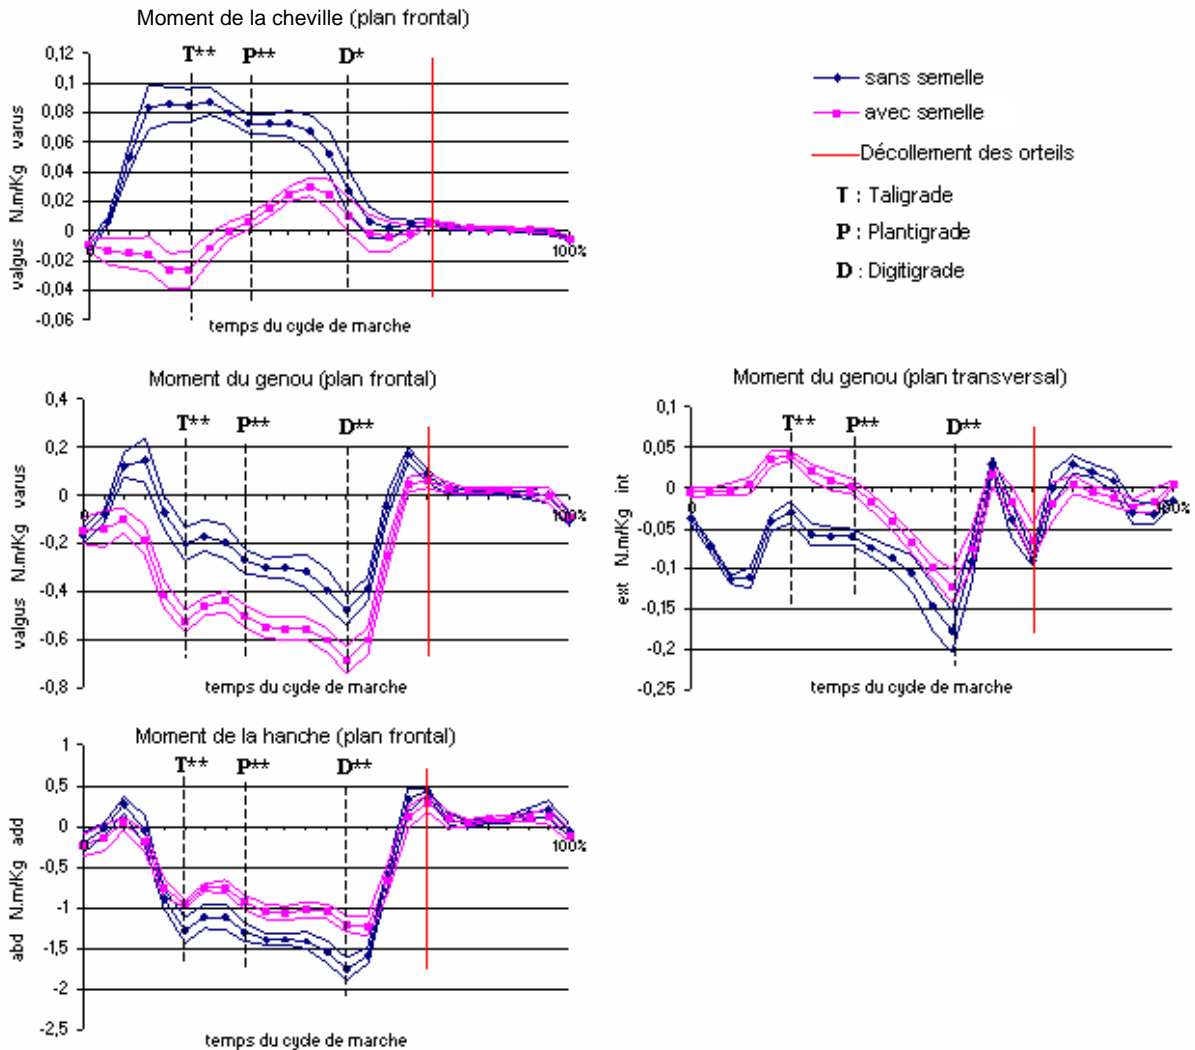 Moment de la cheville (plan frontal)
T** P** D*
0,12
0,1
0,08
0,06
0,04
0,02
0
-0,02
-0,04
-0,06
valgus N.m/Kg varus
0
100%
temps du cycle de marche
sans semelle
avec semelle
Décollement des orteils
T : Taligrade
P : Plantigrade
D : Digitigrade
Moment du genou (plan frontal)
T** P** D**
0,4
0,2
0
-0,2
-0,4
-0,6
-0,8
valgus N.m/Kg varus
0
100%
temps du cycle de marche
Moment du genou (plan transversal)
T** P** D**
0,1
0,05
0
-0,05
-0,1
-0,15
-0,2
-0,25
ext N.m/Kg int
0
100%
temps du cycle de marche
Moment de la hanche (plan frontal)
T** P** D**
1
0,5
0
-0,5
-1
-1,5
-2
-2,5
abd N.m/Kg add
0
100%
temps du cycle de marche